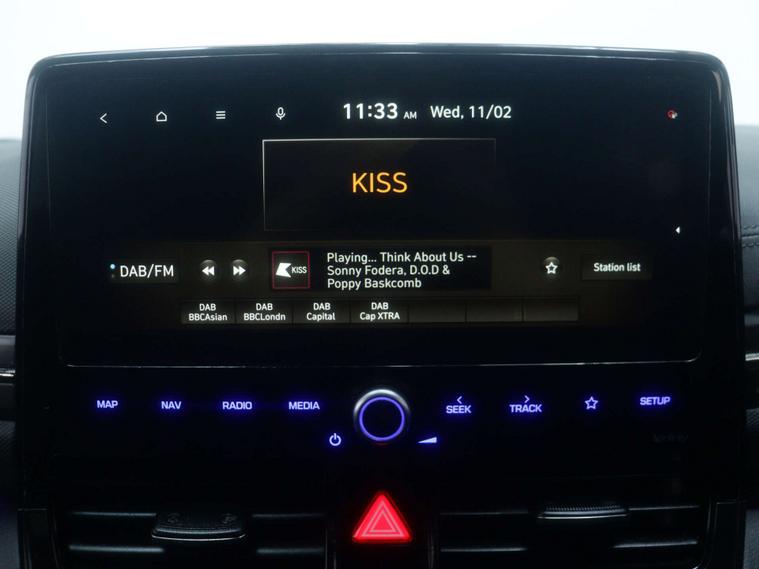 11:33 AM Wed, 11/02
KISS
DAB/FM
KISS
Playing... Think About Us --
Sonny Fodera, D.O.D &
Poppy Baskcomb
Station list
DAB
BBCAsian
DAB
BBCLondn
DAB
Capital
DAB
Cap XTRA
MAP
NAV
RADIO
MEDIA
SEEK
TRACK
SETUP